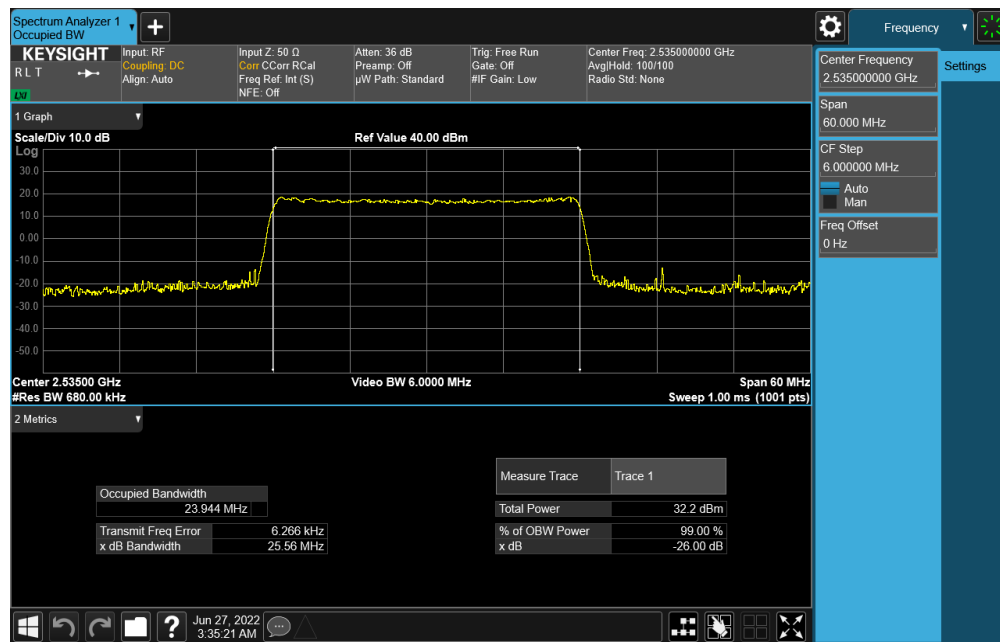 Spectrum Analyzer 1
Occupied BW
Frequency
KEYSIGHT
R L T
LXI
Input: RF
Coupling: DC
Align: Auto
Input Z: 50 Ω
Corr CCorr RCal
Freq Ref: Int (S)
NFE: Off
Atten: 36 dB
Preamp: Off
µW Path: Standard
Trig: Free Run
Gate: Off
#IF Gain: Low
Center Freq: 2.535000000 GHz
Avg|Hold: 100/100
Radio Std: None
Center Frequency
2.535000000 GHz
Settings
Span
60.000 MHz
CF Step
6.000000 MHz
Auto
Man
Freq Offset
0 Hz
1 Graph
Scale/Div 10.0 dB
Ref Value 40.00 dBm
Log
30.0
20.0
10.0
0.00
-10.0
-20.0
-30.0
-40.0
-50.0
Center 2.53500 GHz
Video BW 6.0000 MHz
Span 60 MHz
#Res BW 680.00 kHz
Sweep 1.00 ms (1001 pts)
2 Metrics
Measure Trace Trace 1
Occupied Bandwidth
23.944 MHz
Total Power 32.2 dBm
Transmit Freq Error 6.266 kHz
% of OBW Power 99.00 %
x dB Bandwidth 25.56 MHz
x dB -26.00 dB
Jun 27, 2022
3:35:21 AM